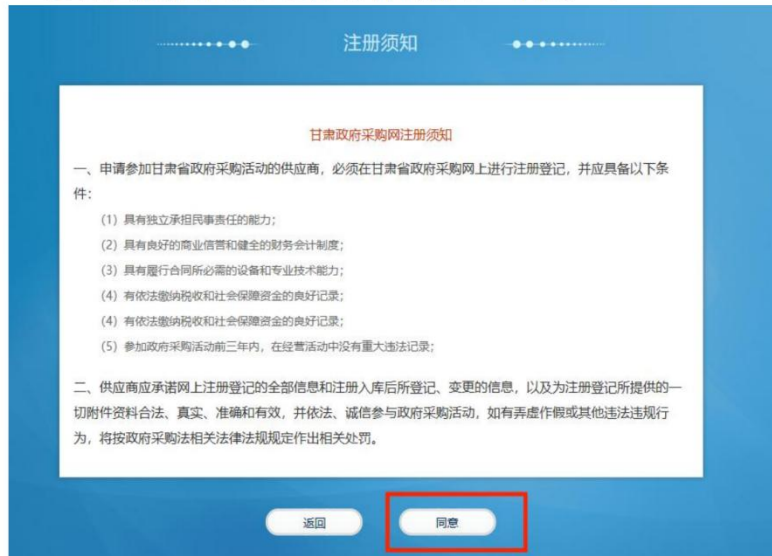 注册须知
甘肃政府采购网注册须知
一、申请参加甘肃省政府采购活动的供应商，必须在甘肃省政府采购网上进行注册登记，并应具备以下条
件：
(1) 具有独立承担民事责任的能力；
(2) 具有良好的商业信营和健全的财务会计制度；
(3) 具有履行合同所必需的设备和专业技术能力；
(4) 有依法缴纳税收和社会保障资金的良好记录；
(4) 有依法缴纳税收和社会保障资金的良好记录；
(5) 参加政府采购活动前三年内，在经营活动中没有重大违法记录；
二、供应商应承诺网上注册登记的全部信息和注册入库后所登记、变更的信息，以及为注册登记所提供的一
切附件资料合法、真实、准确和有效，并依法、诚信参与政府采购活动，如有弄虚作假或其他违法违规行
为，将按政府采购法相关法律法规规定作出相关处罚。
返回
同意